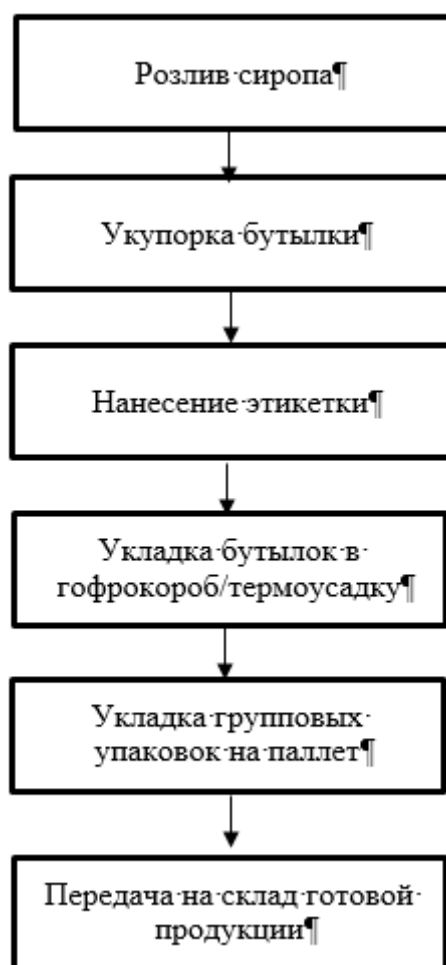 Розлив·сиропа¶
Укупорка·бутылки¶
Нанесение·этикетки¶
Укладка·бутылок·в·
гофрокороб/термоусадку¶
Укладка·групповых·
упаковок·на·паллет¶
Передача·на·склад·готовой·
продукции¶